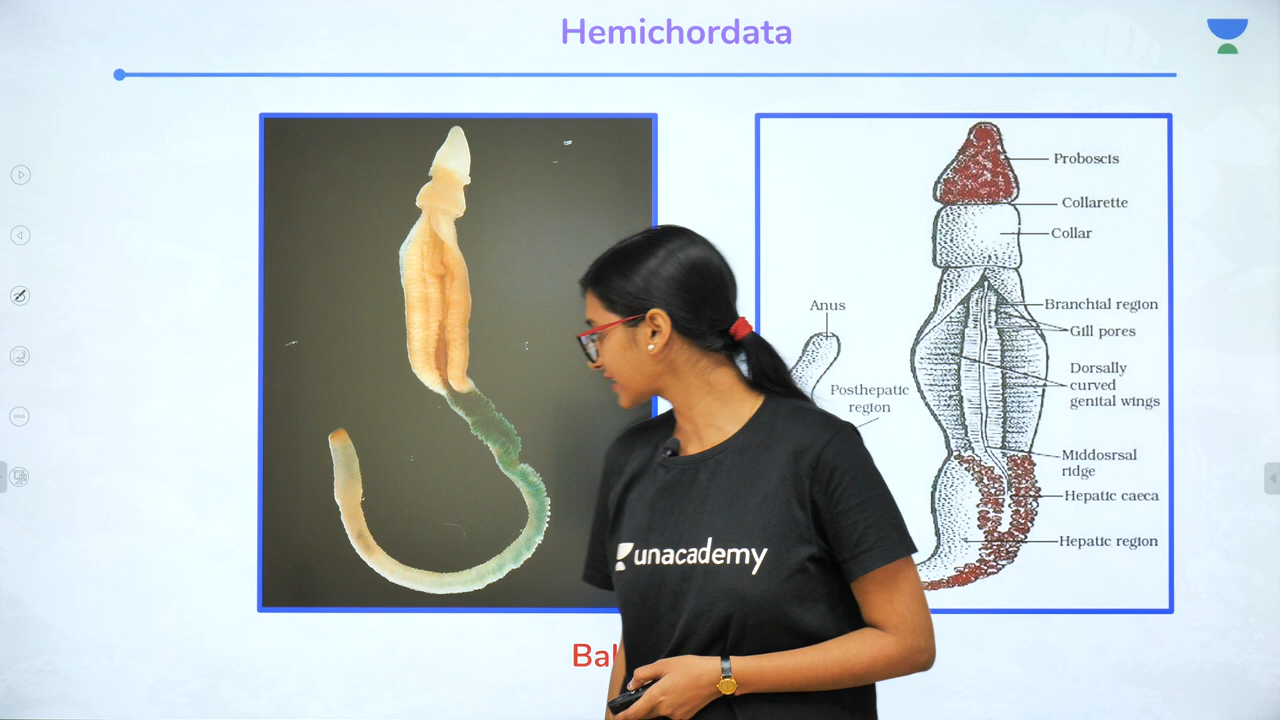 Hemichordata
Proboscis
Collarette
Collar
Branchial region
Gill pores
Dorsally
curved
genital wings
Middosrsal
ridge
Hepatic caeca
Hepatic region
Anus
Posthepatic
region
unacademy
Bal